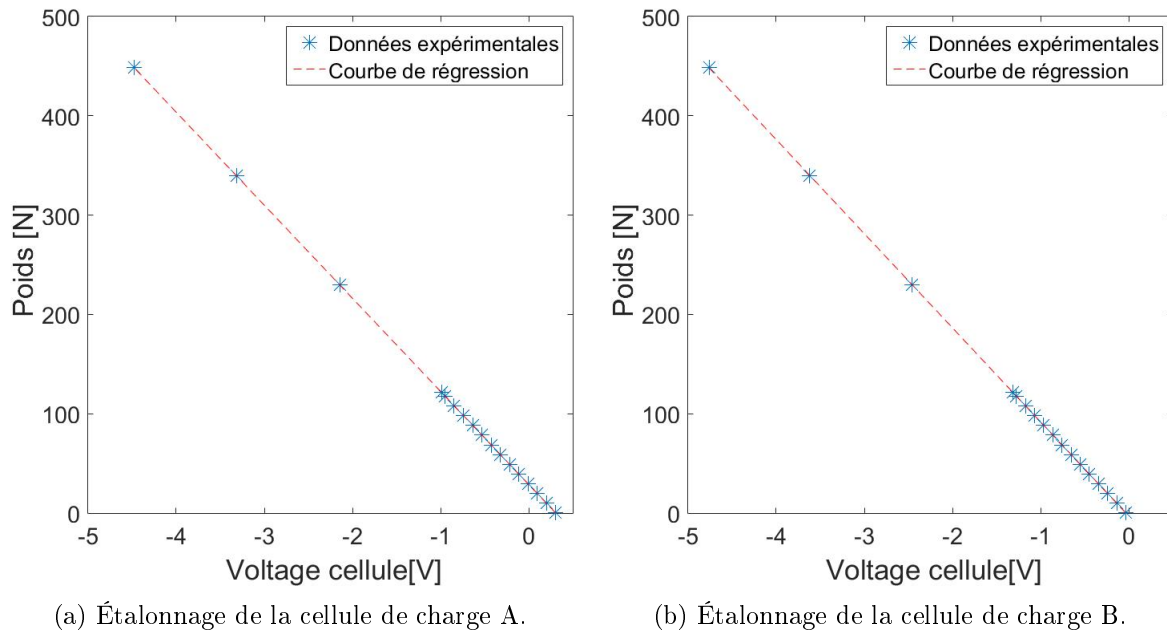 500
400
300
200
100
0
-5 -4 -3 -2 -1 0
Poids [N]
Voltage cellule[V]
Données expérimentales
Courbe de régression
(a) Étalonnage de la cellule de charge A.
500
400
300
200
100
0
-5 -4 -3 -2 -1 0
Poids [N]
Voltage cellule[V]
Données expérimentales
Courbe de régression
(b) Étalonnage de la cellule de charge B.